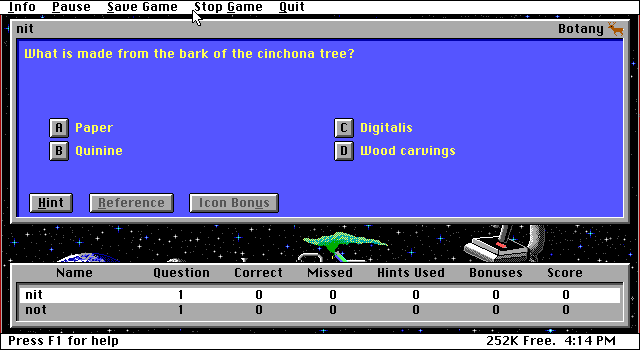 Info Pause Save Game Stop Game Quit
nit Botany
What is made from the bark of the cinchona tree?
A Paper C Digitalis
B Quinine D Wood carvings
Hint Reference Icon Bonus
Name Question Correct Missed Hints Used Bonuses Score
nit 1 0 0 0 0 0
not 1 0 0 0 0 0
Press F1 for help 252K Free. 4:14 PM